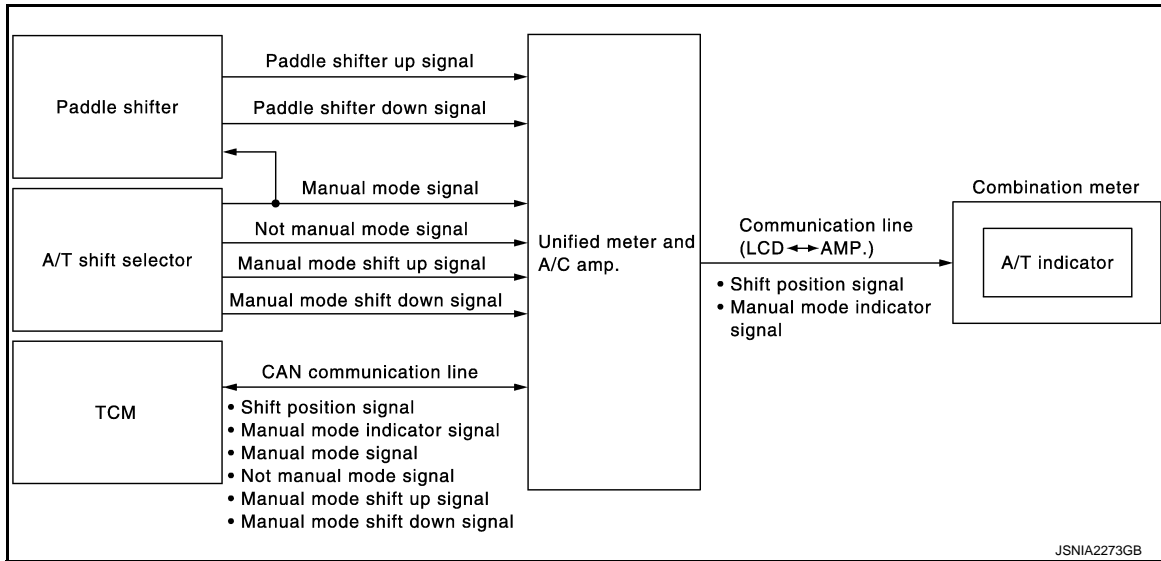 Paddle shifter
Paddle shifter up signal
Paddle shifter down signal
A/T shift selector
Manual mode signal
Not manual mode signal
Manual mode shift up signal
Manual mode shift down signal
TCM
CAN communication line
• Shift position signal
• Manual mode indicator signal
• Manual mode signal
• Not manual mode signal
• Manual mode shift up signal
• Manual mode shift down signal
Unified meter and
A/C amp.
Communication line
(LCD ↔ AMP.)
• Shift position signal
• Manual mode indicator
signal
Combination meter
A/T indicator
JSNIA2273GB